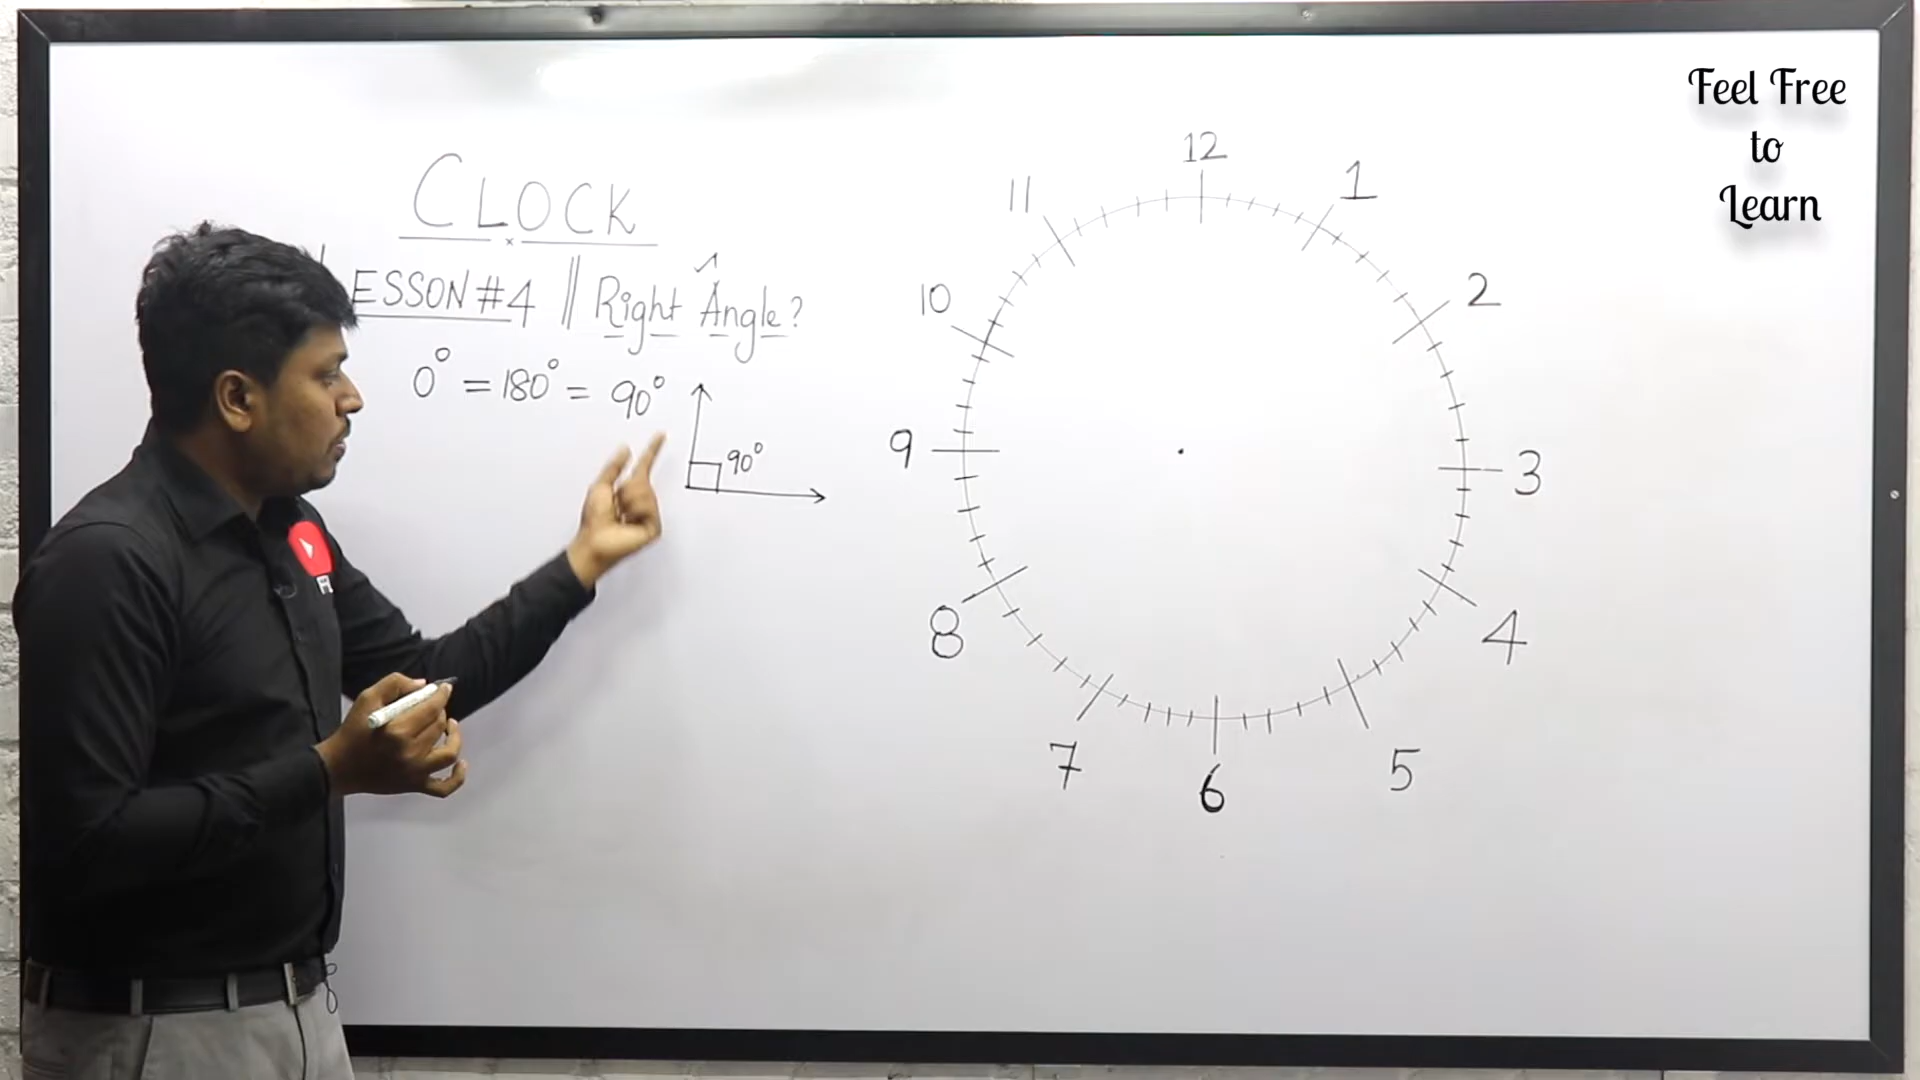 CLOCK
LESSON #4 || Right Angle?
0° = 180° = 90°
90°
12
1
2
3
4
5
6
7
8
9
10
11
Feel Free
to
Learn